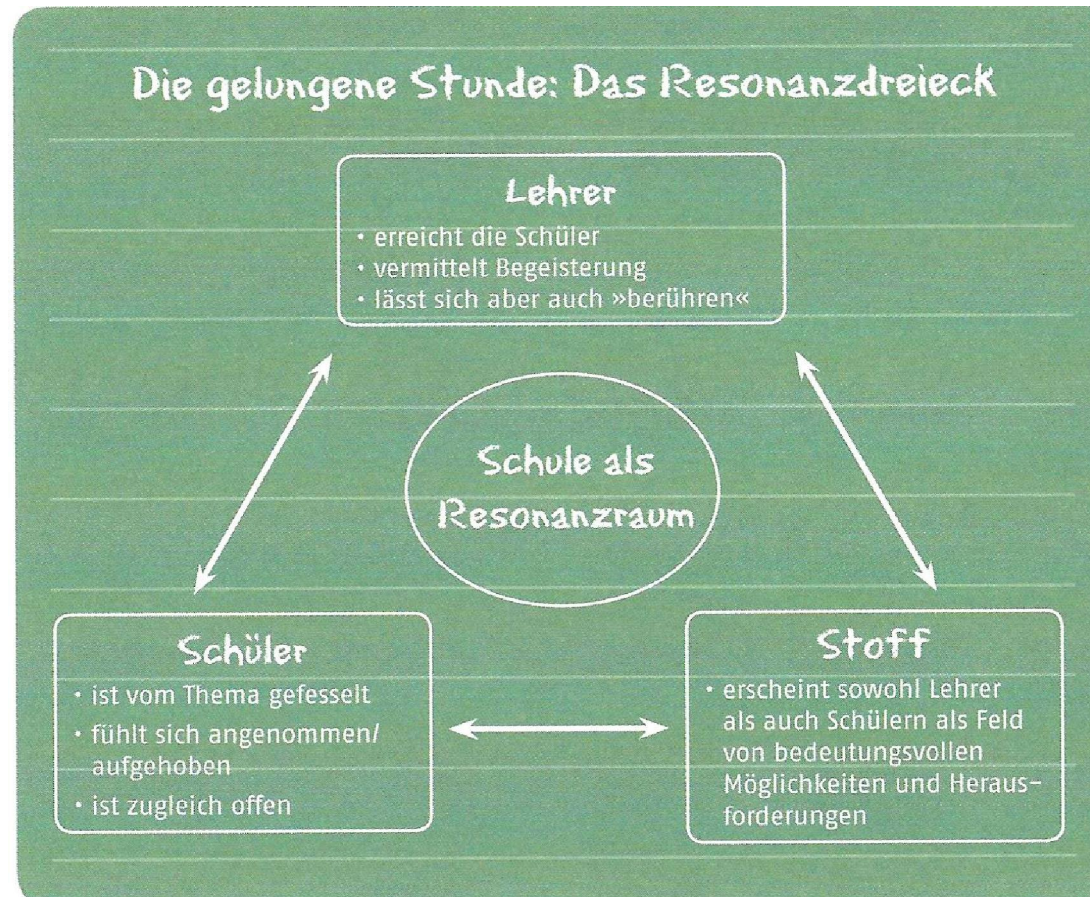 Die gelungene Stunde: Das Resonanzdreieck
Lehrer
• erreicht die Schüler
• vermittelt Begeisterung
• lässt sich aber auch »berühren«
Schule als
Resonanzraum
Schüler
• ist vom Thema gefesselt
• fühlt sich angenommen/
aufgehoben
• ist zugleich offen
Stoff
• erscheint sowohl Lehrer
als auch Schülern als Feld
von bedeutungsvollen
Möglichkeiten und Heraus-
forderungen